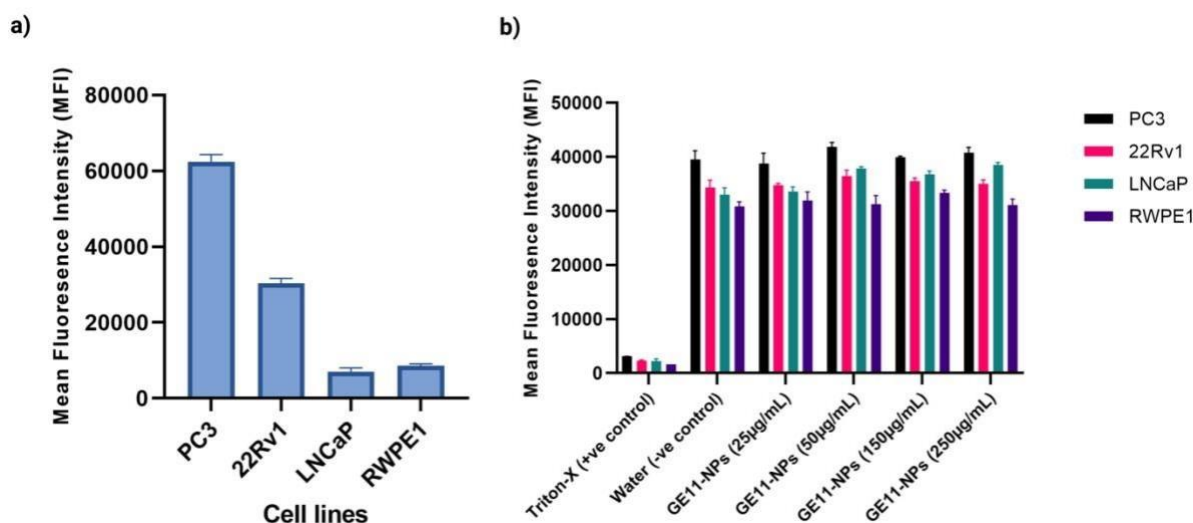 a)
Mean Fluoresence Intensity (MFI)
80000
60000
40000
20000
0
PC3
22Rv1
LNCaP
RWPE1
Cell lines
b)
Mean Fluoresence Intensity (MFI)
50000
40000
30000
20000
10000
0
Triton-X (+ve control)
Water (-ve control)
GE11-NPs (25µg/mL)
GE11-NPs (50µg/mL)
GE11-NPs (150µg/mL)
GE11-NPs (250µg/mL)
PC3
22Rv1
LNCaP
RWPE1